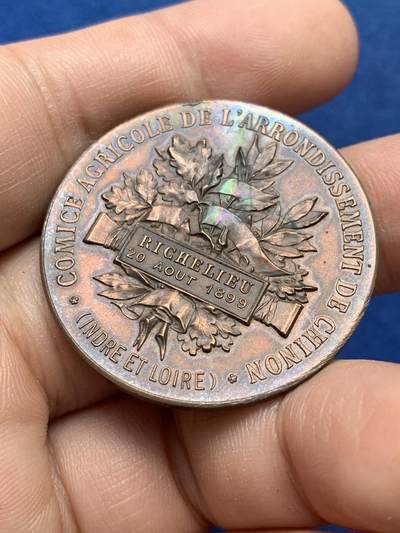 COMICE AGRICOLE DE L'ARRONDISSEMENT DE CHINON
* (INDRE ET LOIRE) *
RICHELIEU
20 AOUT 1899